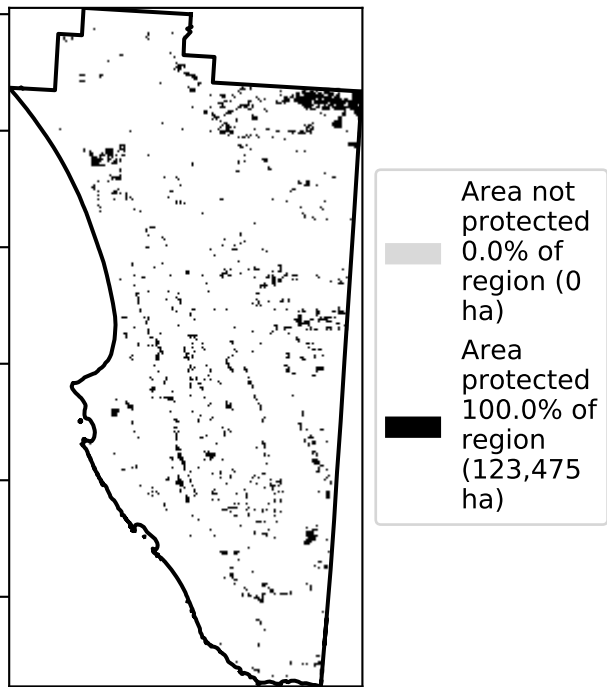 Area not
protected
0.0% of
region (0
ha)
Area
protected
100.0% of
region
(123,475
ha)